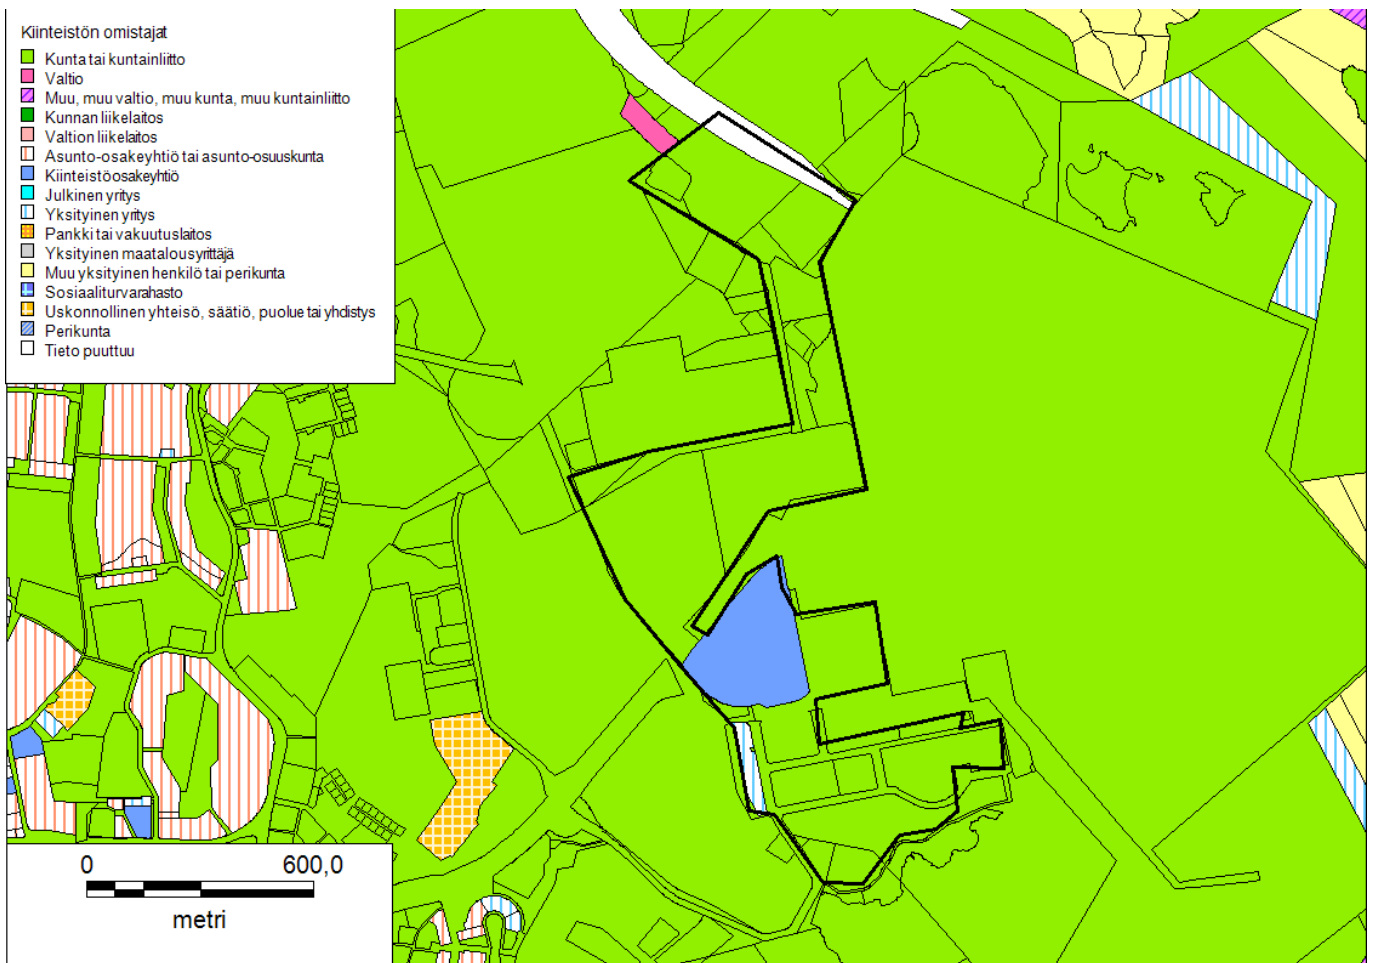 Kiinteistön omistajat
Kunta tai kuntainliitto
Valtio
Muu, muu valtio, muu kunta, muu kuntainliitto
Kunnan liikelaitos
Valtion liikelaitos
Asunto-osakeyhtiö tai asunto-osuuskunta
Kiinteistöosakeyhtiö
Julkinen yritys
Yksityinen yritys
Pankki tai vakuutuslaitos
Yksityinen maatalousyrittäjä
Muu yksityinen henkilö tai perikunta
Sosiaaliturvarahasto
Uskonnollinen yhteisö, säätiö, puolue tai yhdistys
Perikunta
Tieto puuttuu
0 600,0
metri